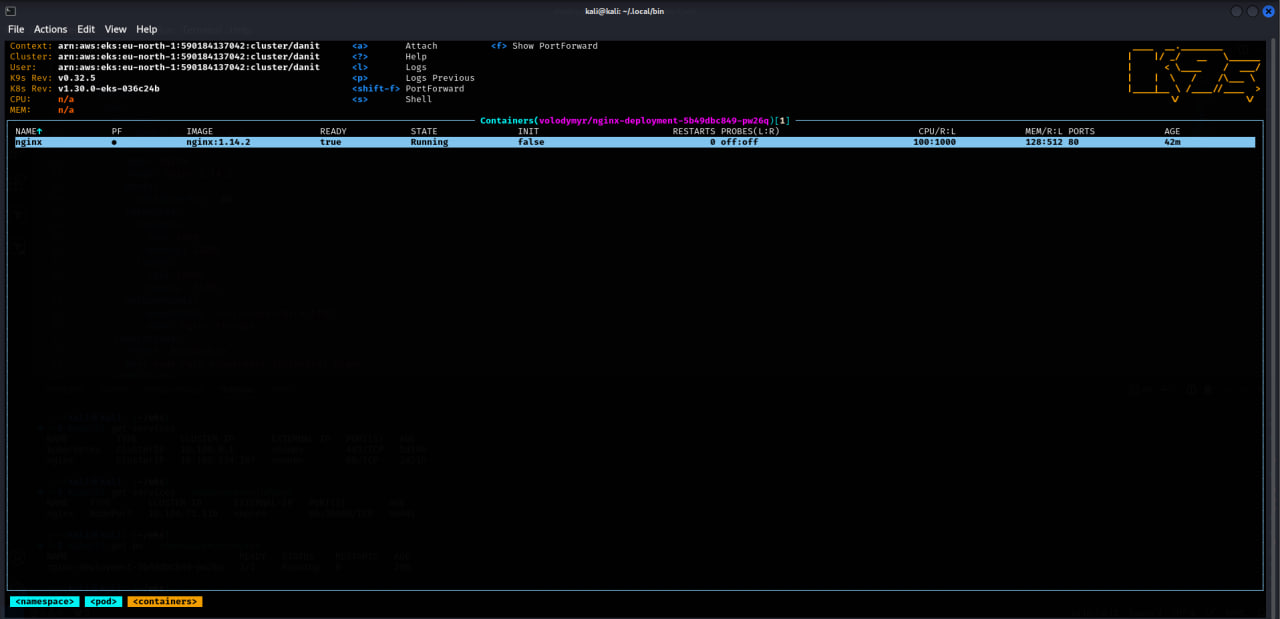 kali@kali: ~/.local/bin
File Actions Edit View Help
Context: arn:aws:eks:eu-north-1:590184137042:cluster/danit <a> Attach <f> Show PortForward
Cluster: arn:aws:eks:eu-north-1:590184137042:cluster/danit <?> Help
User: arn:aws:eks:eu-north-1:590184137042:cluster/danit <l> Logs
K9s Rev: v0.32.5 <p> Logs Previous
K8s Rev: v1.30.0-eks-036c24b <shift-f> PortForward
CPU: n/a <s> Shell
MEM: n/a
Containers(volodymyr/nginx-deployment-5b49dbc849-pw26q)[1]
NAME↑ PF IMAGE READY STATE INIT RESTARTS PROBES(L:R) CPU/R:L MEM/R:L PORTS AGE
nginx ● nginx:1.14.2 true Running false 0 off:off 100:1000 128:512 80 42m
<namespace> <pod> <containers>